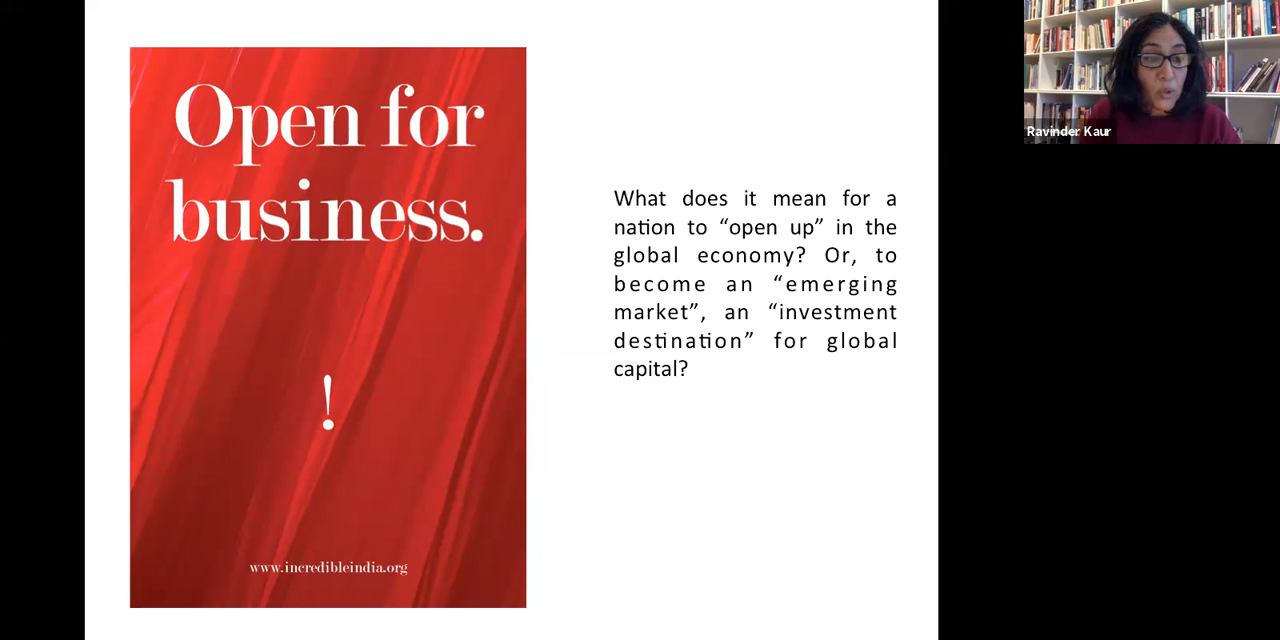 Open for
business.
!
www.incredibleindia.org
What does it mean for a
nation to “open up” in the
global economy? Or, to
become an “emerging
market”, an “investment
destination” for global
capital?
Ravinder Kaur